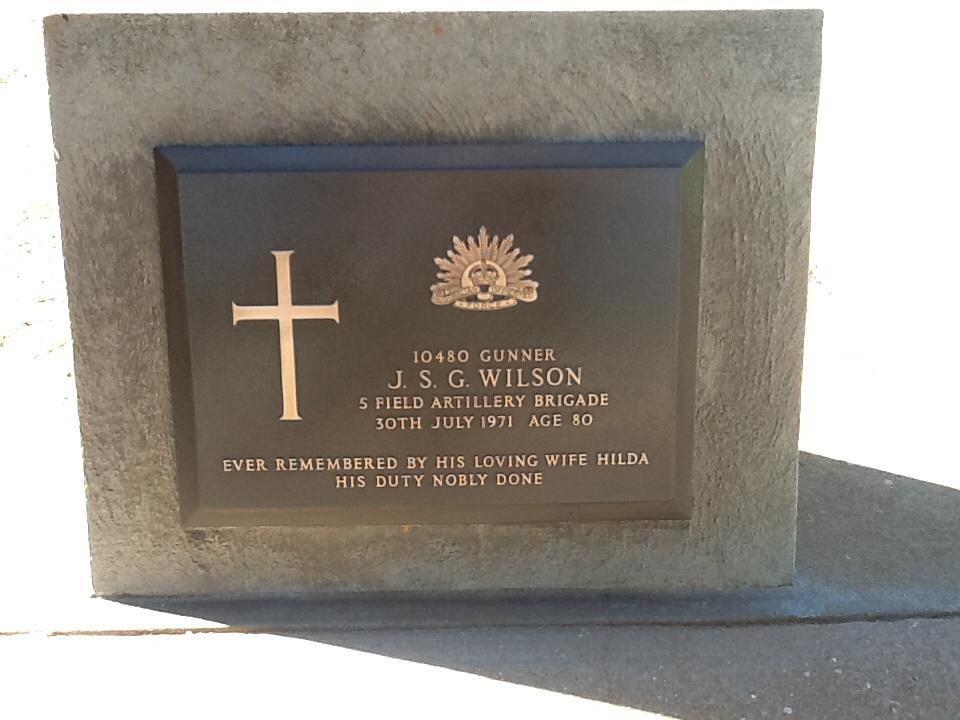 FORCE
10480 GUNNER
J. S. G. WILSON
5 FIELD ARTILLERY BRIGADE
30TH JULY 1971 AGE 80
EVER REMEMBERED BY HIS LOVING WIFE HILDA
HIS DUTY NOBLY DONE